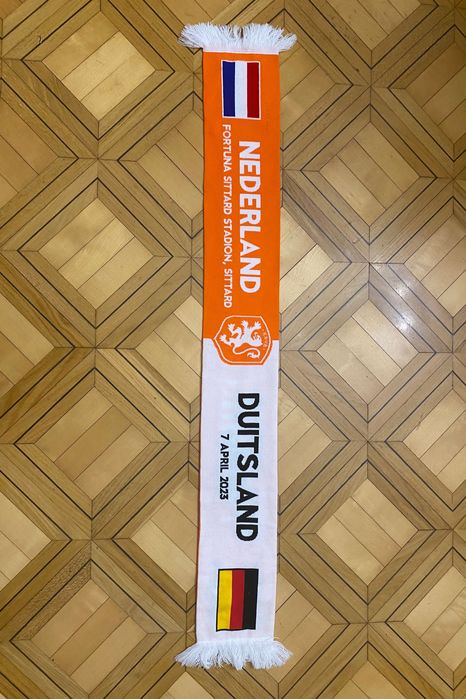 NEDERLAND
FORTUNA SITTARD STADION, SITTARD
DUITSLAND
7 APRIL 2023